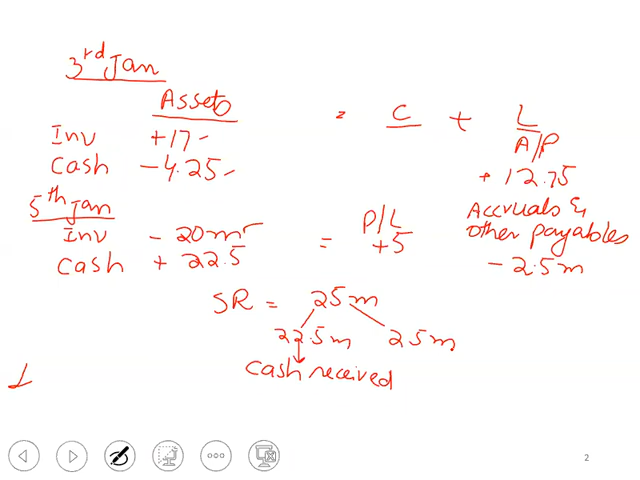 3rd Jan
Assets = C + L
A/P
Inv +17
Cash -4.25 + 12.75
5th Jan
Accruals &
other payables
Inv - 20m = P/L
+5
Cash + 22.5 - 2.5m
SR = 25m
22.5m 2.5m
Cash received
2